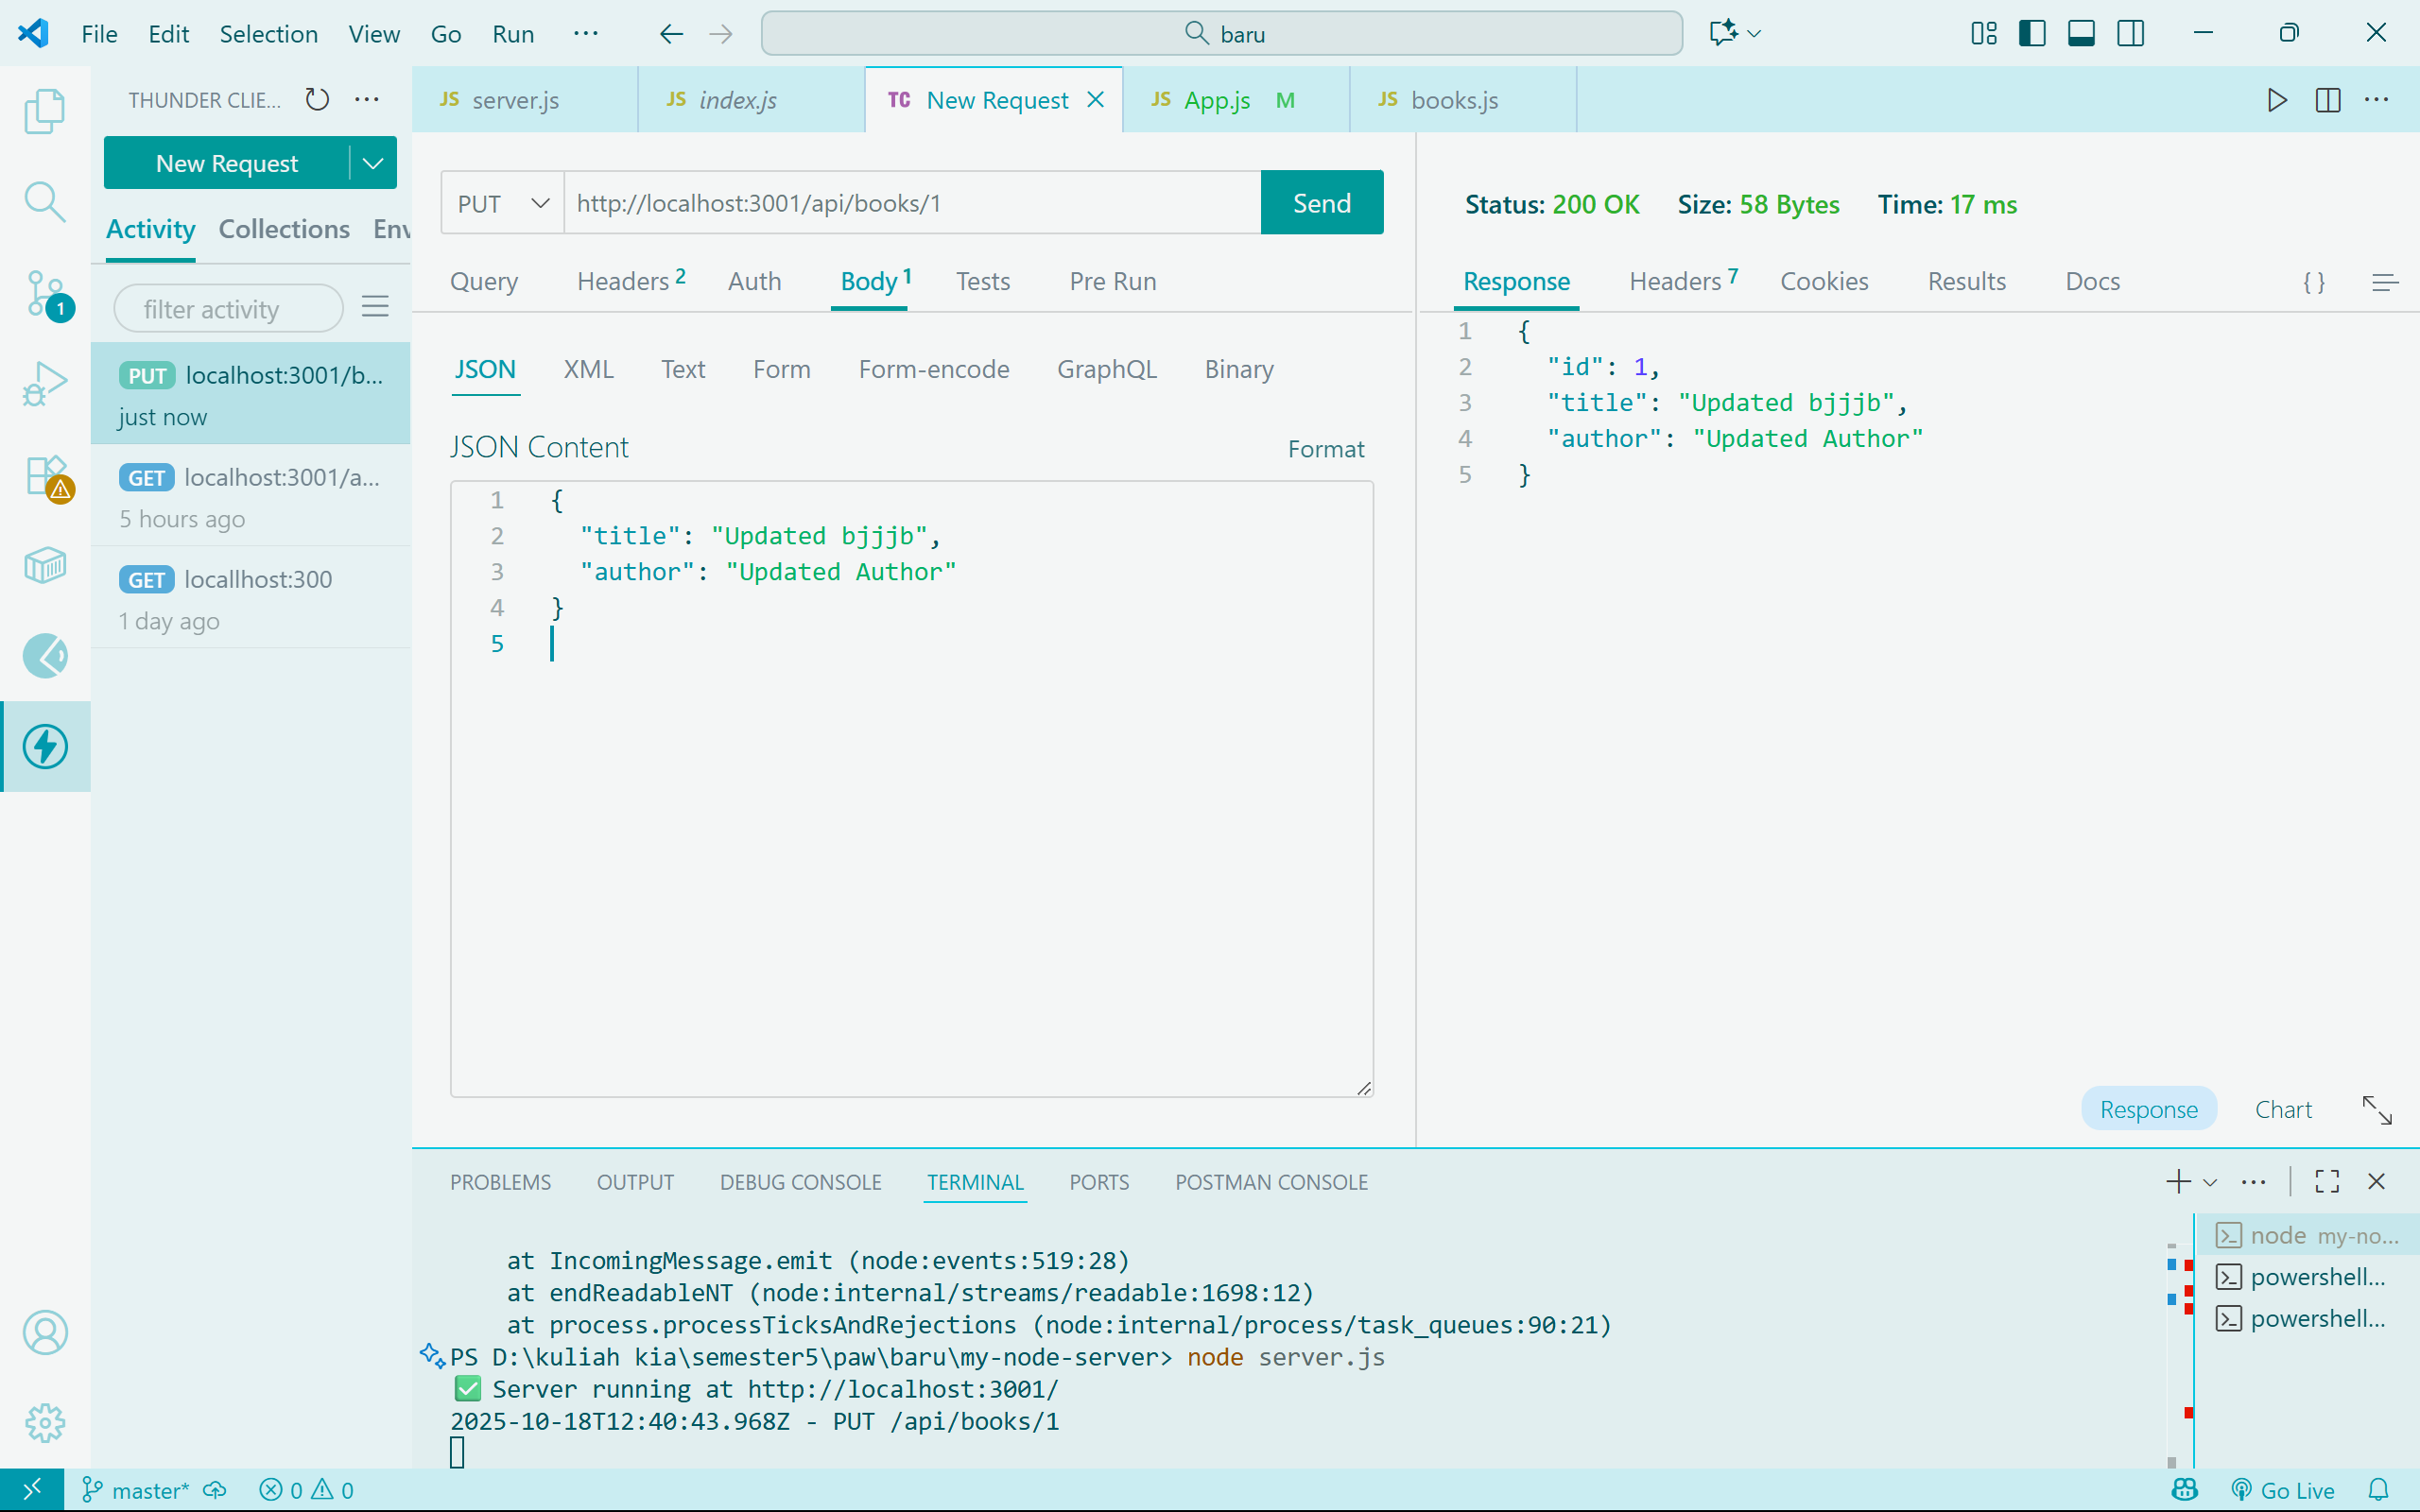 File Edit Selection View Go Run ···
baru
THUNDER CLIE... ···
New Request
Activity Collections Env
filter activity
PUT localhost:3001/b...
just now
GET localhost:3001/a...
5 hours ago
GET locallhost:300
1 day ago
1
JS server.js
JS index.js
TC New Request
JS App.js M
JS books.js
PUT http://localhost:3001/api/books/1 Send
Query Headers 2 Auth Body 1 Tests Pre Run
JSON XML Text Form Form-encode GraphQL Binary
JSON Content Format
1 {
2 "title": "Updated bjjjb",
3 "author": "Updated Author"
4 }
5
Status: 200 OK Size: 58 Bytes Time: 17 ms
Response Headers 7 Cookies Results Docs { }
1 {
2 "id": 1,
3 "title": "Updated bjjjb",
4 "author": "Updated Author"
5 }
Response Chart
PROBLEMS OUTPUT DEBUG CONSOLE TERMINAL PORTS POSTMAN CONSOLE
at IncomingMessage.emit (node:events:519:28)
at endReadableNT (node:internal/streams/readable:1698:12)
at process.processTicksAndRejections (node:internal/process/task_queues:90:21)
PS D:\kuliah kia\semester5\paw\baru\my-node-server> node server.js
✅ Server running at http://localhost:3001/
2025-10-18T12:40:43.968Z - PUT /api/books/1
node my-no...
powershell...
powershell...
master* 0 0
Go Live